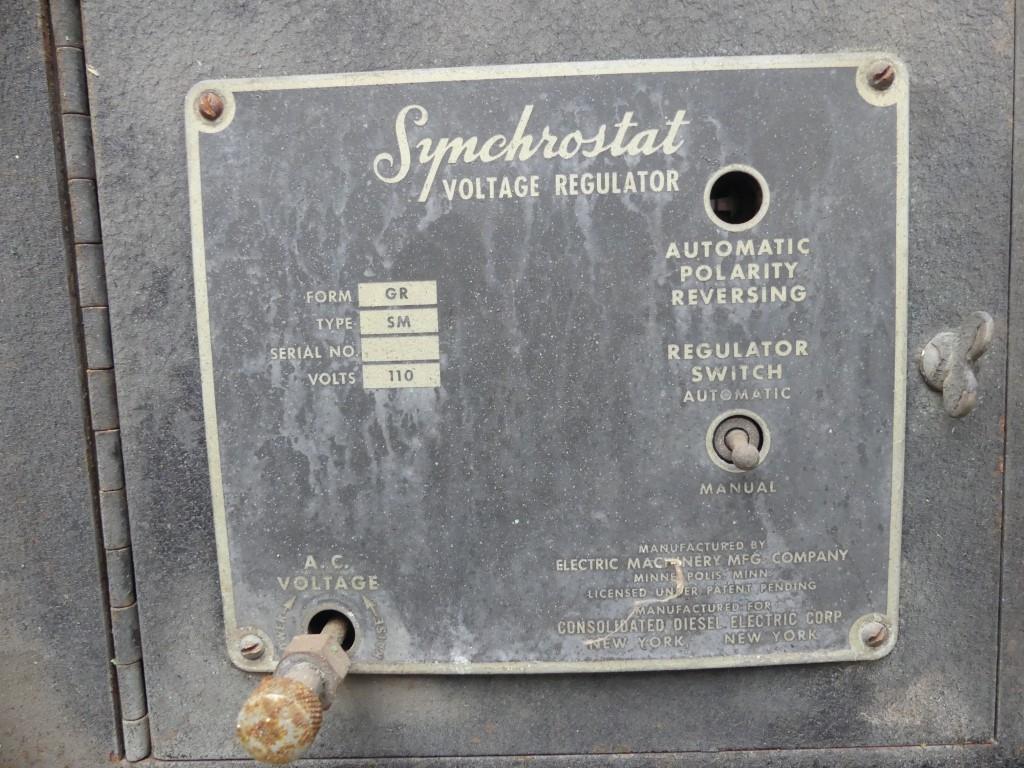 Synchrostat
VOLTAGE REGULATOR
AUTOMATIC
POLARITY
REVERSING
FORM GR
TYPE SM
SERIAL NO.
VOLTS 110
REGULATOR
SWITCH
AUTOMATIC
MANUAL
A.C.
VOLTAGE
MANUFACTURED BY
ELECTRIC MACHINERY MFG. COMPANY
MINNEAPOLIS MINN.
LICENSED UNDER PATENT PENDING
MANUFACTURED FOR
CONSOLIDATED DIESEL ELECTRIC CORP.
NEW YORK, NEW YORK